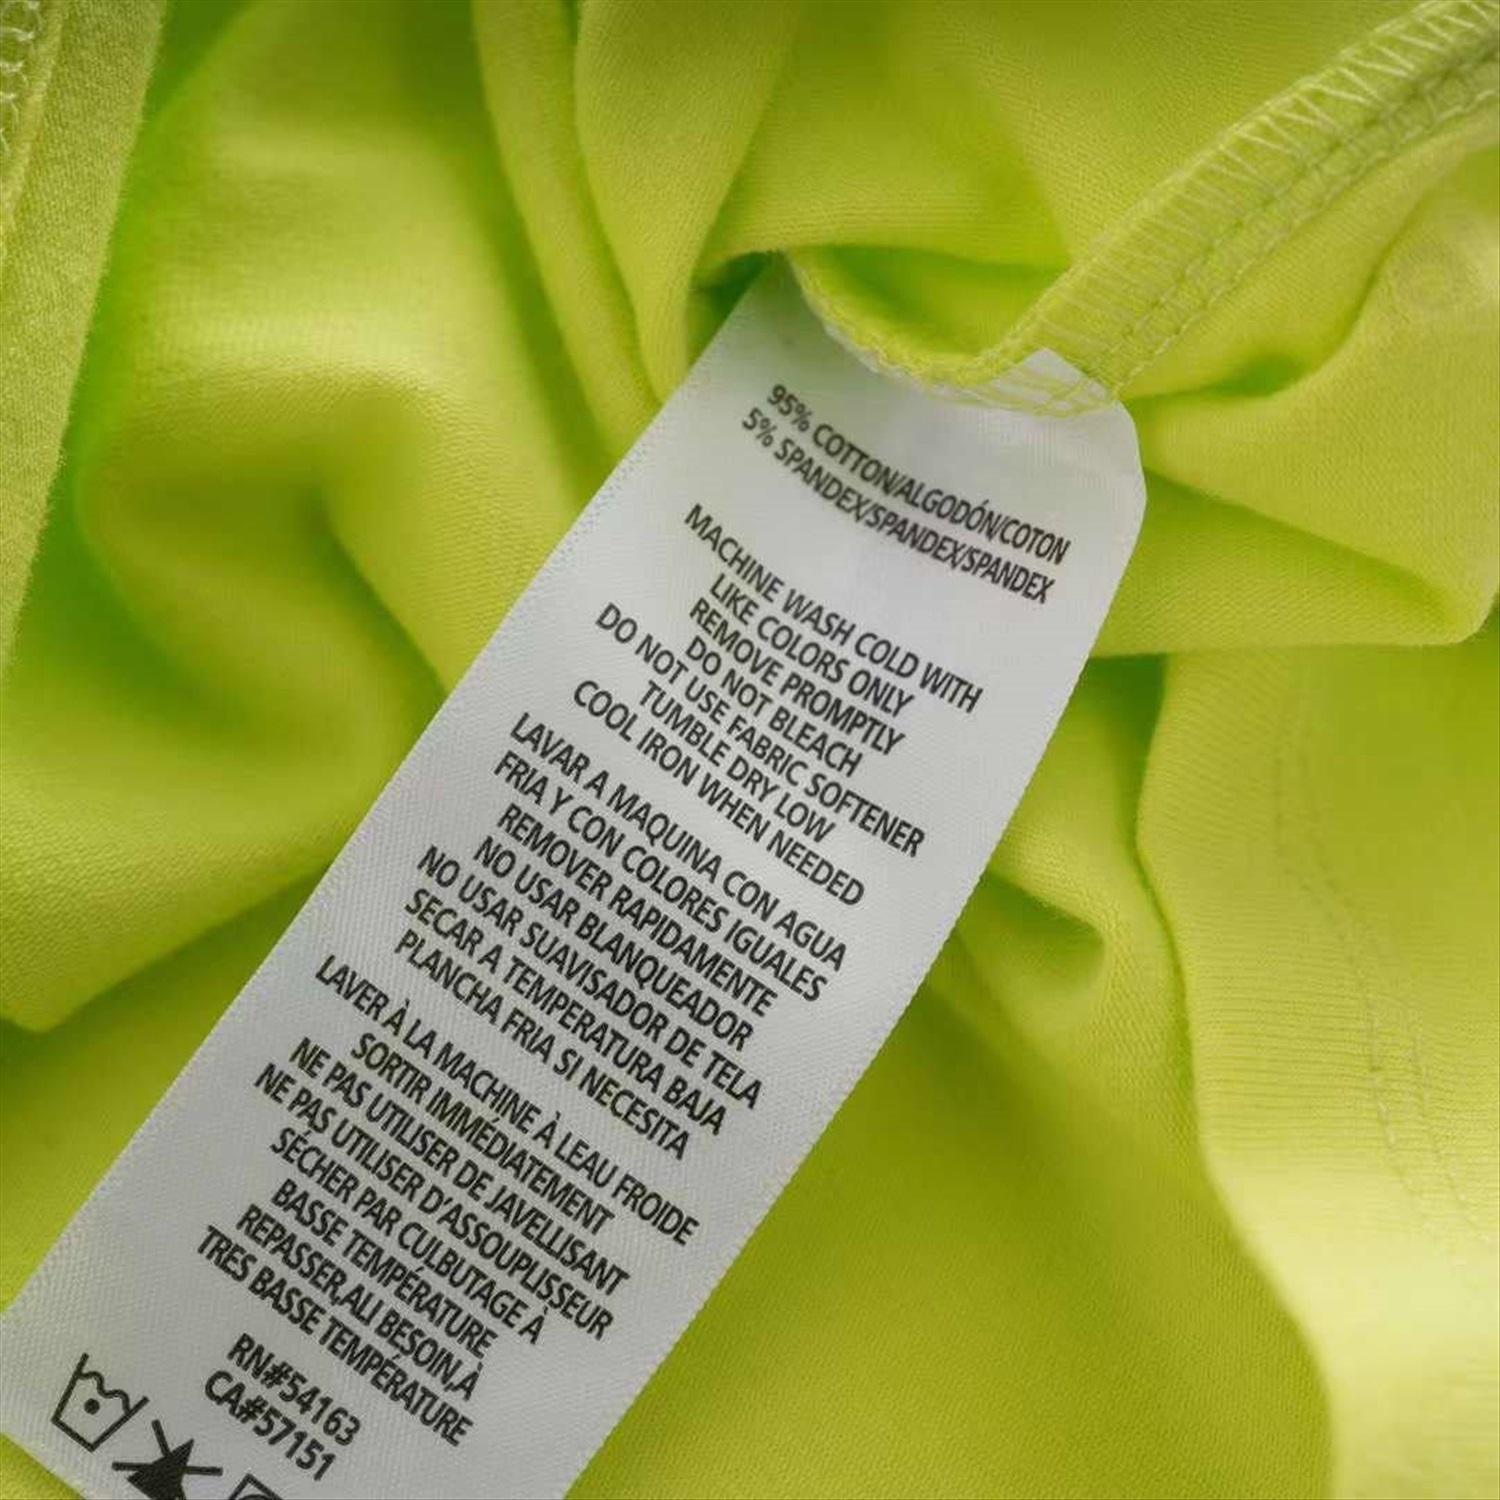 95% COTTON/ALGODÓN/COTON
5% SPANDEX/SPANDEX/SPANDEX
MACHINE WASH COLD WITH
LIKE COLORS ONLY
REMOVE PROMPTLY
DO NOT BLEACH
DO NOT USE FABRIC SOFTENER
TUMBLE DRY LOW
COOL IRON WHEN NEEDED
LAVAR A MAQUINA CON AGUA
FRIA Y CON COLORES IGUALES
REMOVER RAPIDAMENTE
NO USAR BLANQUEADOR
NO USAR SUAVISADOR DE TELA
SECAR A TEMPERATURA BAJA
PLANCHA FRIA SI NECESITA
LAVER À LA MACHINE À LEAU FROIDE
SORTIR IMMÉDIATEMENT
NE PAS UTILISER DE JAVELLISANT
NE PAS UTILISER D'ASSOUPLISSEUR
SÉCHER PAR CULBUTAGE À
BASSE TEMPÉRATURE
REPASSER,ALI BESOIN,À
TRES BASSE TEMPÉRATURE
RN#54163
CA#57151